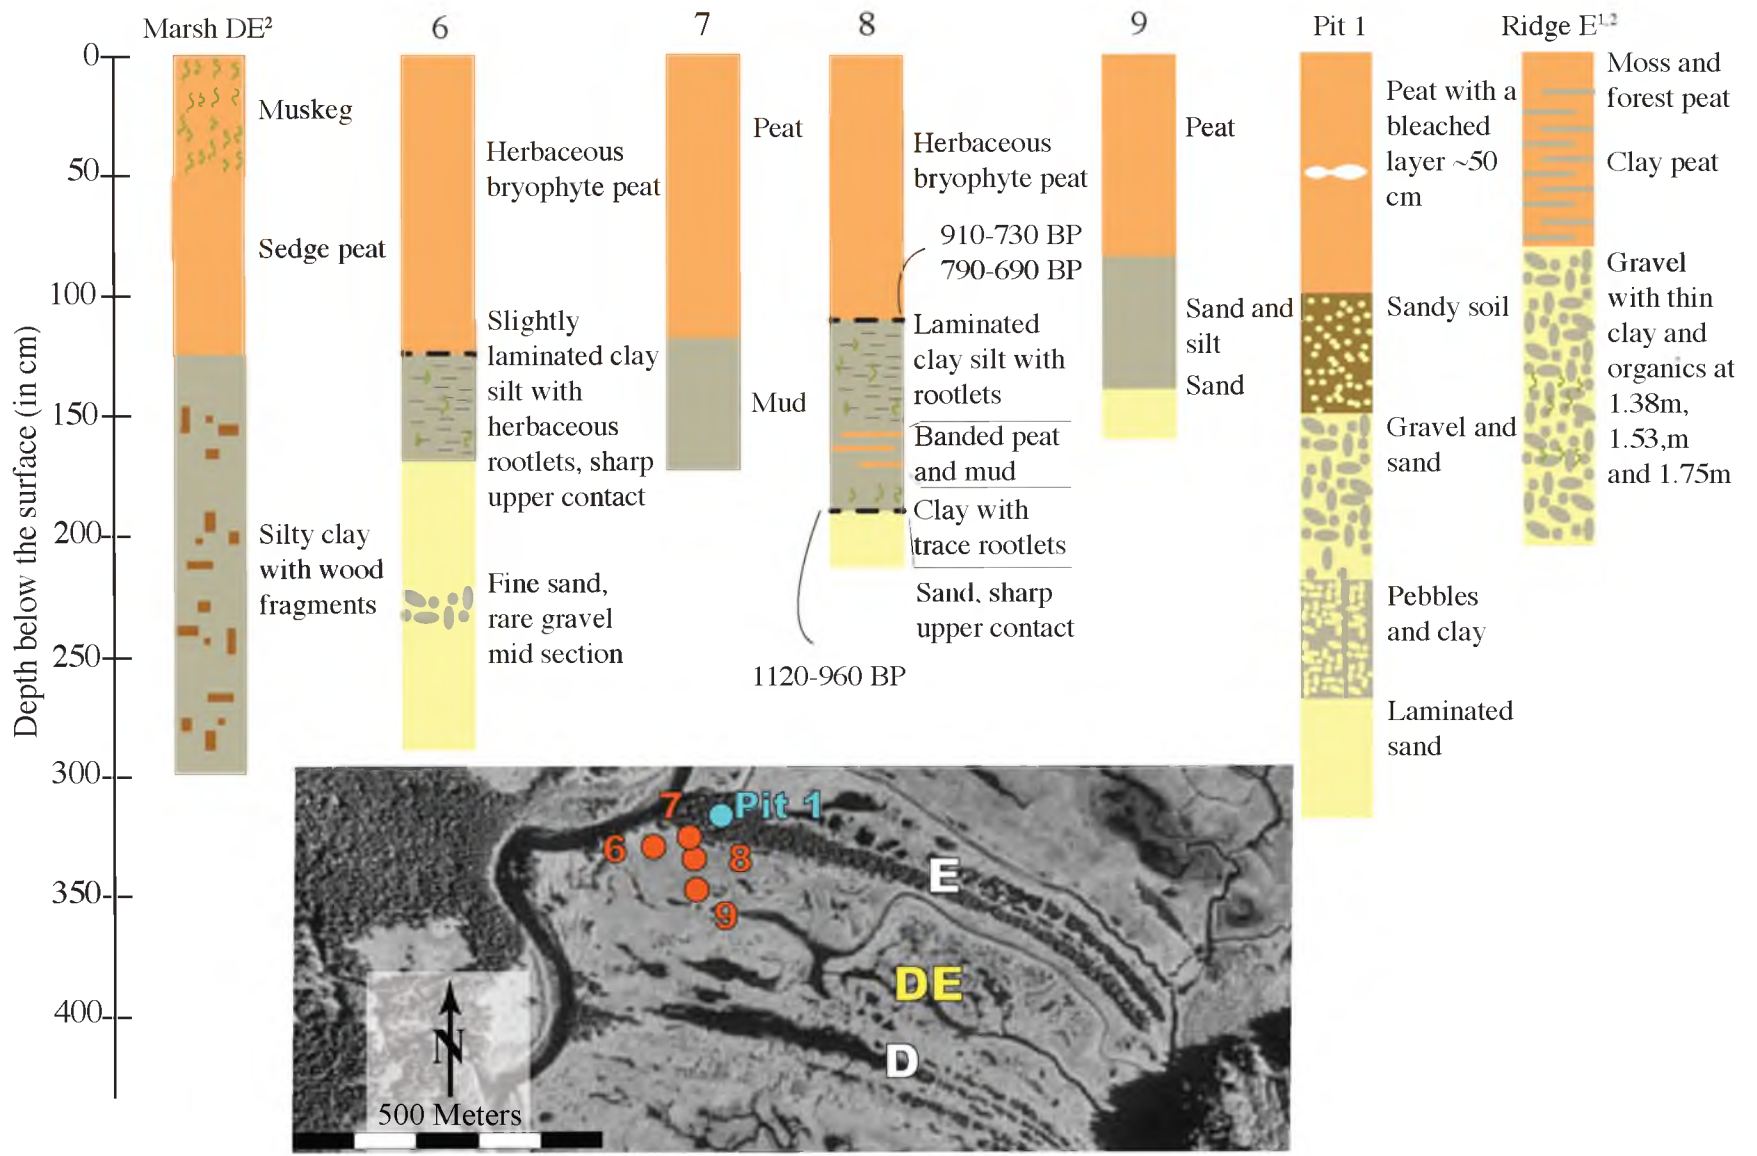 Marsh DE²
6
7
8
9
Pit 1
Ridge E¹,²
Depth below the surface (in cm)
0
50
100
150
200
250
300
350
400
Muskeg
Sedge peat
Silty clay
with wood
fragments
Herbaceous
bryophyte peat
Slightly
laminated clay
silt with
herbaceous
rootlets, sharp
upper contact
Fine sand,
rare gravel
mid section
Peat
Mud
Herbaceous
bryophyte peat
910-730 BP
790-690 BP
Laminated
clay silt with
rootlets
Banded peat
and mud
Clay with
trace rootlets
Sand, sharp
upper contact
1120-960 BP
Peat
Sand and
silt
Sand
Peat with a
bleached
layer ~50
cm
Sandy soil
Gravel and
sand
Pebbles
and clay
Laminated
sand
Moss and
forest peat
Clay peat
Gravel
with thin
clay and
organics at
1.38m,
1.53,m
and 1.75m
7
Pit 1
6
8
9
E
DE
D
N
500 Meters